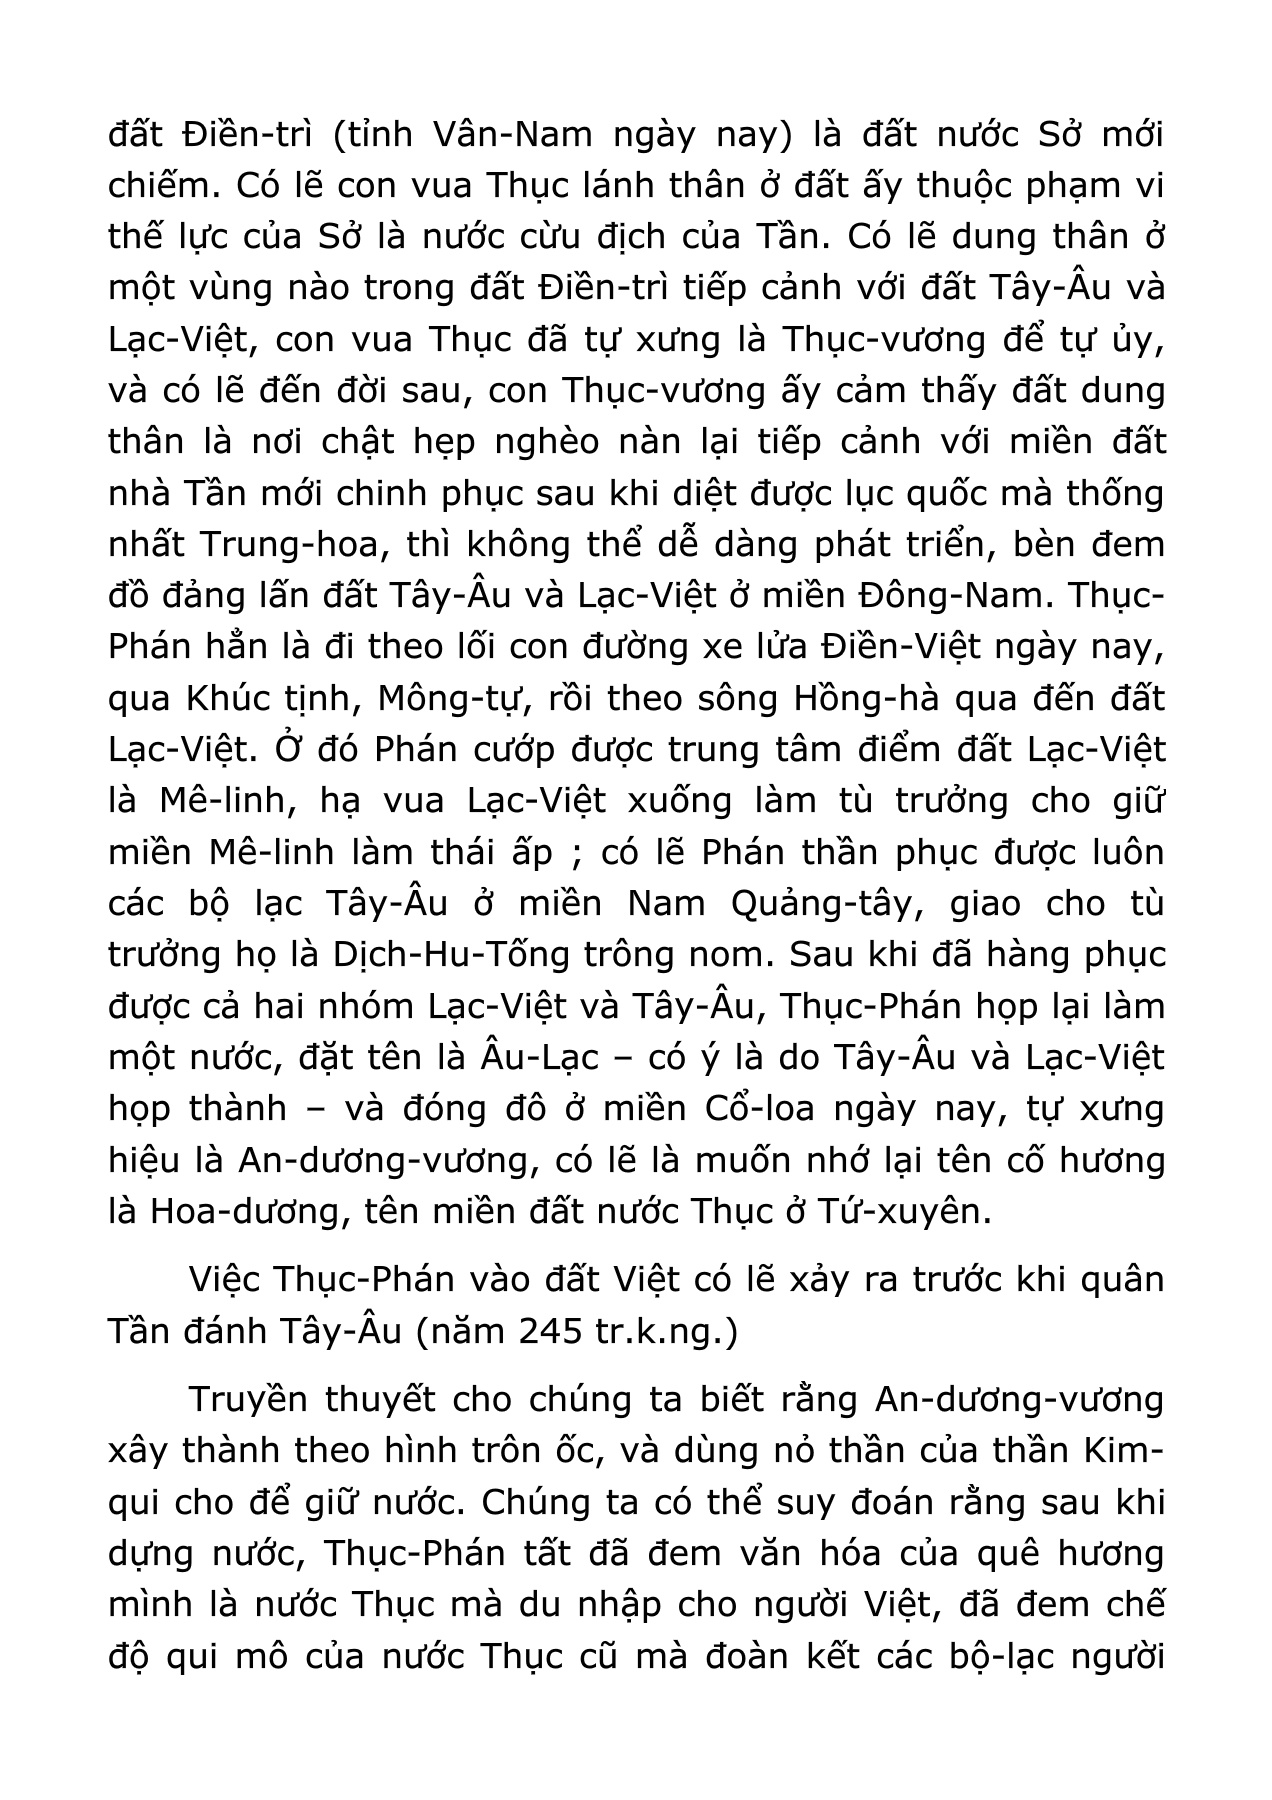 đất Điền-trì (tỉnh Vân-Nam ngày nay) là đất nước Sở mới
chiếm. Có lẽ con vua Thục lánh thân ở đất ấy thuộc phạm vi
thế lực của Sở là nước cừu địch của Tần. Có lẽ dung thân ở
một vùng nào trong đất Điền-trì tiếp cảnh với đất Tây-Âu và
Lạc-Việt, con vua Thục đã tự xưng là Thục-vương để tự ủy,
và có lẽ đến đời sau, con Thục-vương ấy cảm thấy đất dung
thân là nơi chật hẹp nghèo nàn lại tiếp cảnh với miền đất
nhà Tần mới chinh phục sau khi diệt được lục quốc mà thống
nhất Trung-hoa, thì không thể dễ dàng phát triển, bèn đem
đồ đảng lấn đất Tây-Âu và Lạc-Việt ở miền Đông-Nam. Thục-
Phán hẳn là đi theo lối con đường xe lửa Điền-Việt ngày nay,
qua Khúc tịnh, Mông-tự, rồi theo sông Hồng-hà qua đến đất
Lạc-Việt. Ở đó Phán cướp được trung tâm điểm đất Lạc-Việt
là Mê-linh, hạ vua Lạc-Việt xuống làm tù trưởng cho giữ
miền Mê-linh làm thái ấp ; có lẽ Phán thần phục được luôn
các bộ lạc Tây-Âu ở miền Nam Quảng-tây, giao cho tù
trưởng họ là Dịch-Hu-Tống trông nom. Sau khi đã hàng phục
được cả hai nhóm Lạc-Việt và Tây-Âu, Thục-Phán họp lại làm
một nước, đặt tên là Âu-Lạc – có ý là do Tây-Âu và Lạc-Việt
họp thành – và đóng đô ở miền Cổ-loa ngày nay, tự xưng
hiệu là An-dương-vương, có lẽ là muốn nhớ lại tên cố hương
là Hoa-dương, tên miền đất nước Thục ở Tứ-xuyên.
Việc Thục-Phán vào đất Việt có lẽ xảy ra trước khi quân
Tần đánh Tây-Âu (năm 245 tr.k.ng.)
Truyền thuyết cho chúng ta biết rằng An-dương-vương
xây thành theo hình trôn ốc, và dùng nỏ thần của thần Kim-
qui cho để giữ nước. Chúng ta có thể suy đoán rằng sau khi
dựng nước, Thục-Phán tất đã đem văn hóa của quê hương
mình là nước Thục mà du nhập cho người Việt, đã đem chế
độ qui mô của nước Thục cũ mà đoàn kết các bộ-lạc người